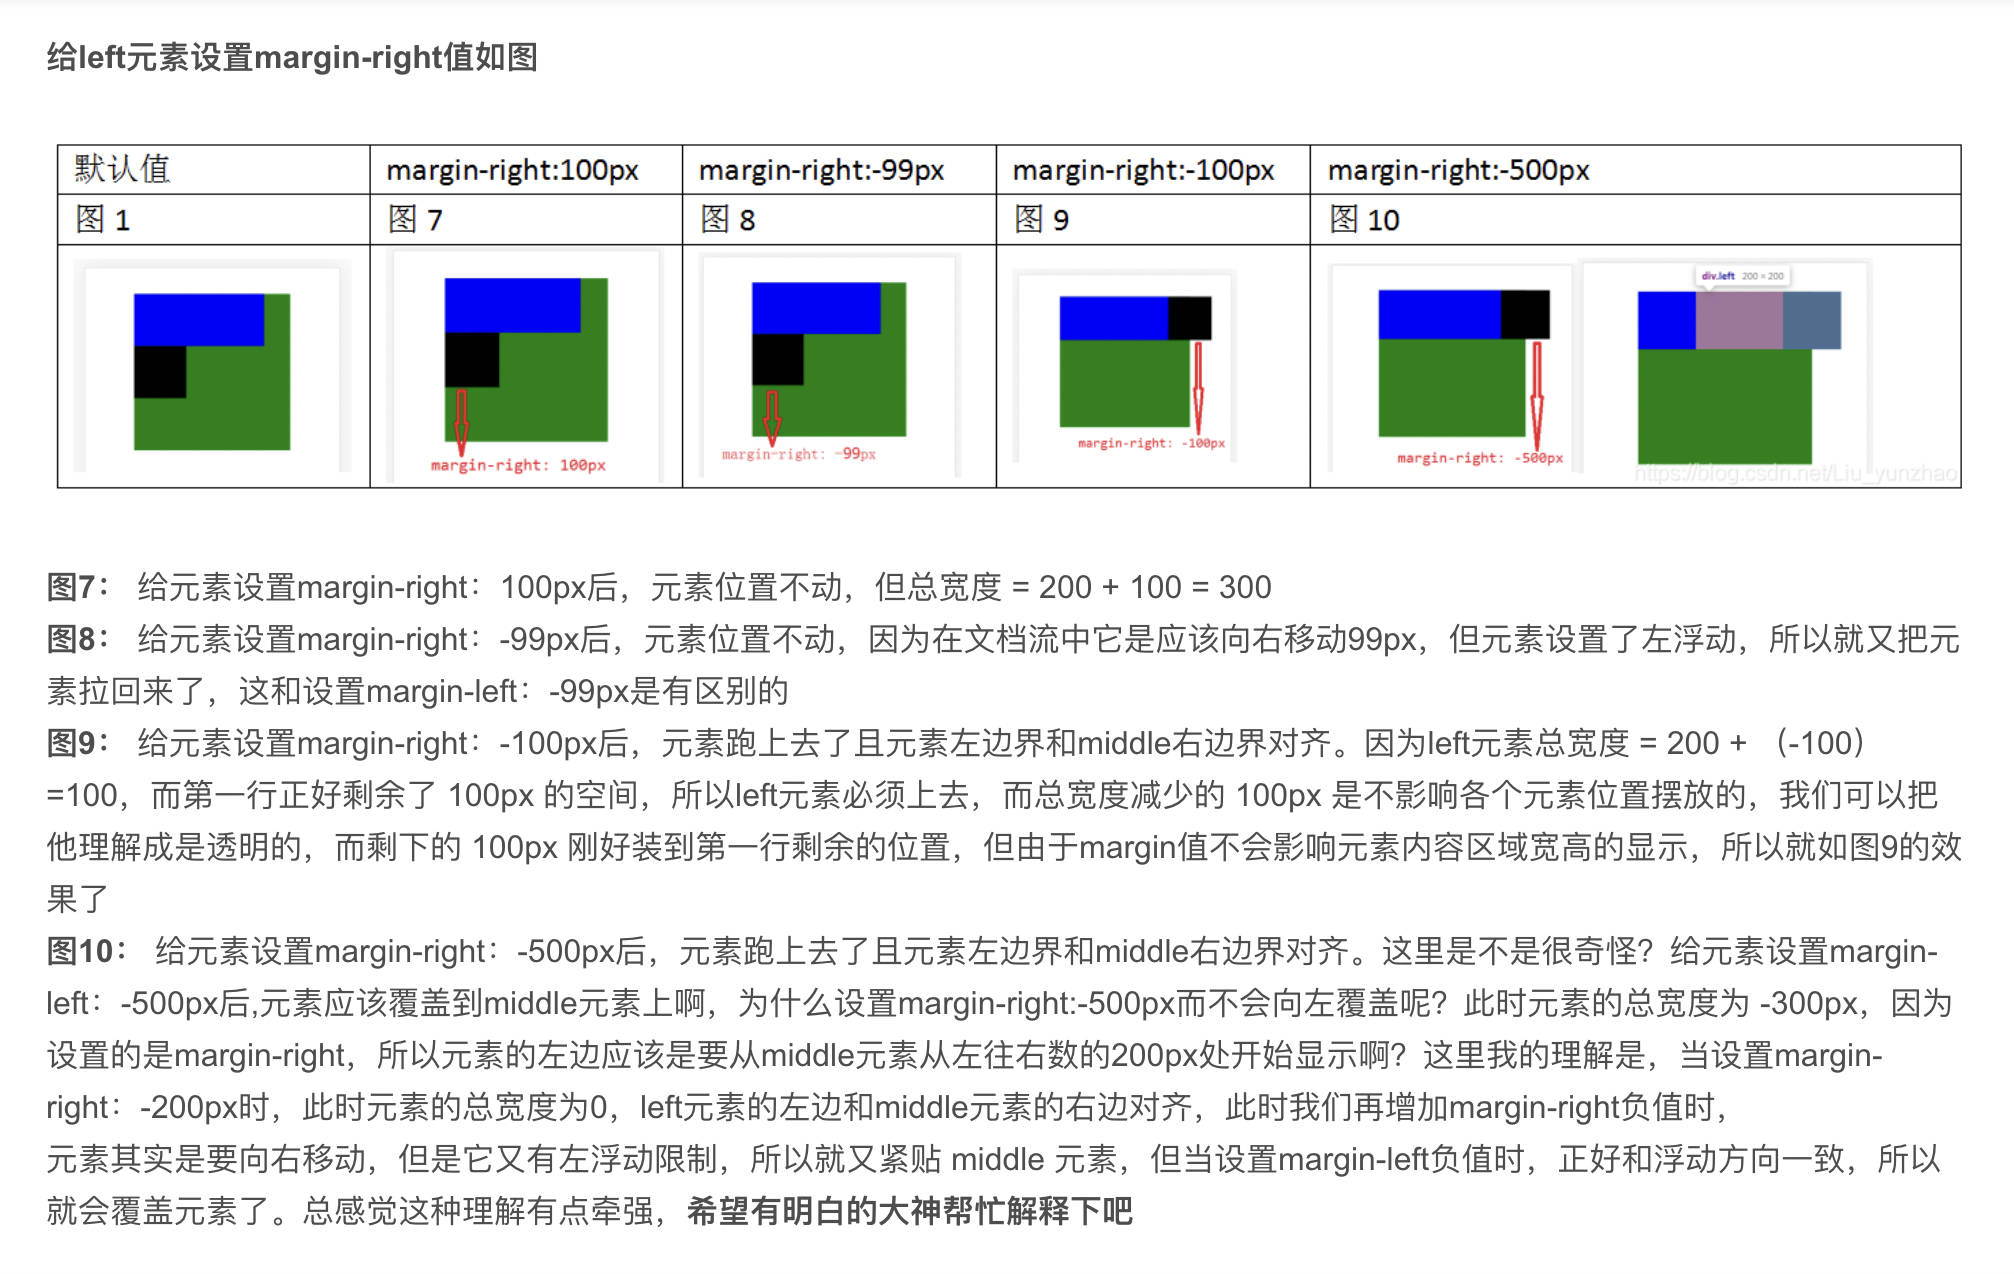 给left元素设置margin-right值如图
默认值 margin-right:100px margin-right:-99px margin-right:-100px margin-right:-500px
图 1 图 7 图 8 图 9 图 10
div.left 200 × 200
margin-right: 100px
margin-right: -99px
margin-right: -100px
margin-right: -500px
https://blog.csdn.net/Liu_yunzhao
图7： 给元素设置margin-right：100px后，元素位置不动，但总宽度 = 200 + 100 = 300
图8： 给元素设置margin-right：-99px后，元素位置不动，因为在文档流中它是应该向右移动99px，但元素设置了左浮动，所以就又把元
素拉回来了，这和设置margin-left：-99px是有区别的
图9： 给元素设置margin-right：-100px后，元素跑上去了且元素左边界和middle右边界对齐。因为left元素总宽度 = 200 + （-100）
=100，而第一行正好剩余了 100px 的空间，所以left元素必须上去，而总宽度减少的 100px 是不影响各个元素位置摆放的，我们可以把
他理解成是透明的，而剩下的 100px 刚好装到第一行剩余的位置，但由于margin值不会影响元素内容区域宽高的显示，所以就如图9的效
果了
图10： 给元素设置margin-right：-500px后，元素跑上去了且元素左边界和middle右边界对齐。这里是不是很奇怪？给元素设置margin-
left：-500px后,元素应该覆盖到middle元素上啊，为什么设置margin-right:-500px而不会向左覆盖呢？此时元素的总宽度为 -300px，因为
设置的是margin-right，所以元素的左边应该是要从middle元素从左往右数的200px处开始显示啊？这里我的理解是，当设置margin-
right：-200px时，此时元素的总宽度为0，left元素的左边和middle元素的右边对齐，此时我们再增加margin-right负值时，
元素其实是要向右移动，但是它又有左浮动限制，所以就又紧贴 middle 元素，但当设置margin-left负值时，正好和浮动方向一致，所以
就会覆盖元素了。总感觉这种理解有点牵强，希望有明白的大神帮忙解释下吧